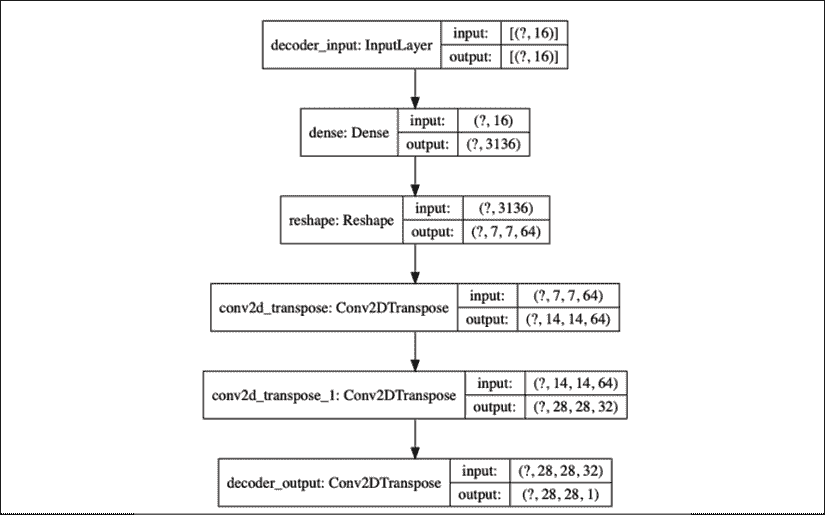 decoder_input: InputLayer input: [(?, 16)]
output: [(?, 16)]
dense: Dense input: (?, 16)
output: (?, 3136)
reshape: Reshape input: (?, 3136)
output: (?, 7, 7, 64)
conv2d_transpose: Conv2DTranspose input: (?, 7, 7, 64)
output: (?, 14, 14, 64)
conv2d_transpose_1: Conv2DTranspose input: (?, 14, 14, 64)
output: (?, 28, 28, 32)
decoder_output: Conv2DTranspose input: (?, 28, 28, 32)
output: (?, 28, 28, 1)